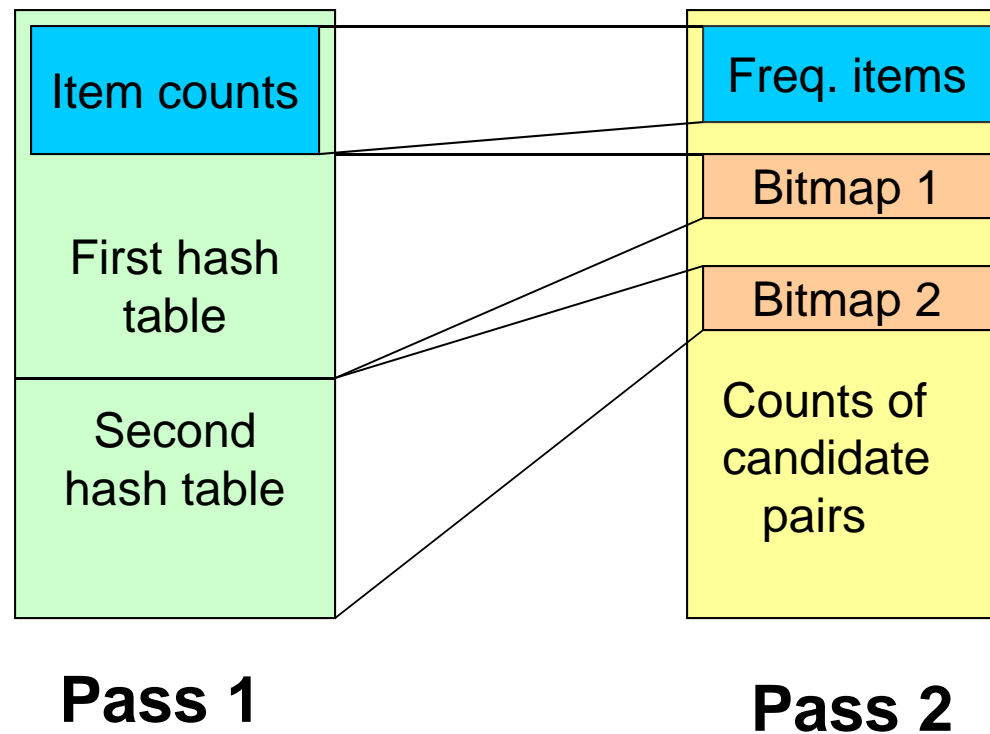 Item counts
First hash
table
Second
hash table
Pass 1
Freq. items
Bitmap 1
Bitmap 2
Counts of
candidate
pairs
Pass 2